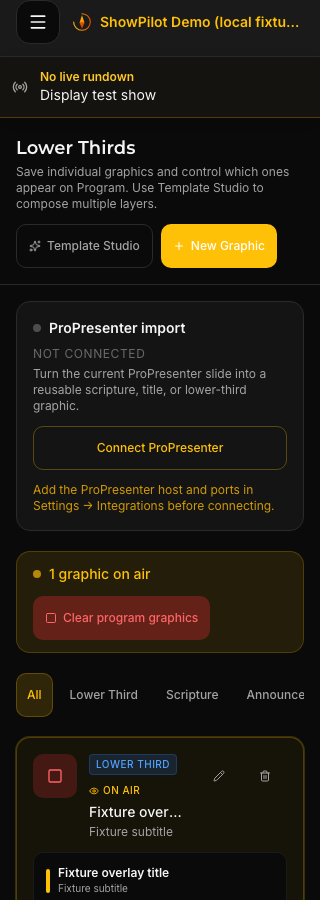 ShowPilot Demo (local fixtu...
No live rundown
Display test show
Lower Thirds
Save individual graphics and control which ones
appear on Program. Use Template Studio to
compose multiple layers.
Template Studio
+ New Graphic
ProPresenter import
NOT CONNECTED
Turn the current ProPresenter slide into a
reusable scripture, title, or lower-third
graphic.
Connect ProPresenter
Add the ProPresenter host and ports in
Settings → Integrations before connecting.
1 graphic on air
Clear program graphics
All Lower Third Scripture Announce
LOWER THIRD
ON AIR
Fixture over...
Fixture subtitle
Fixture overlay title
Fixture subtitle